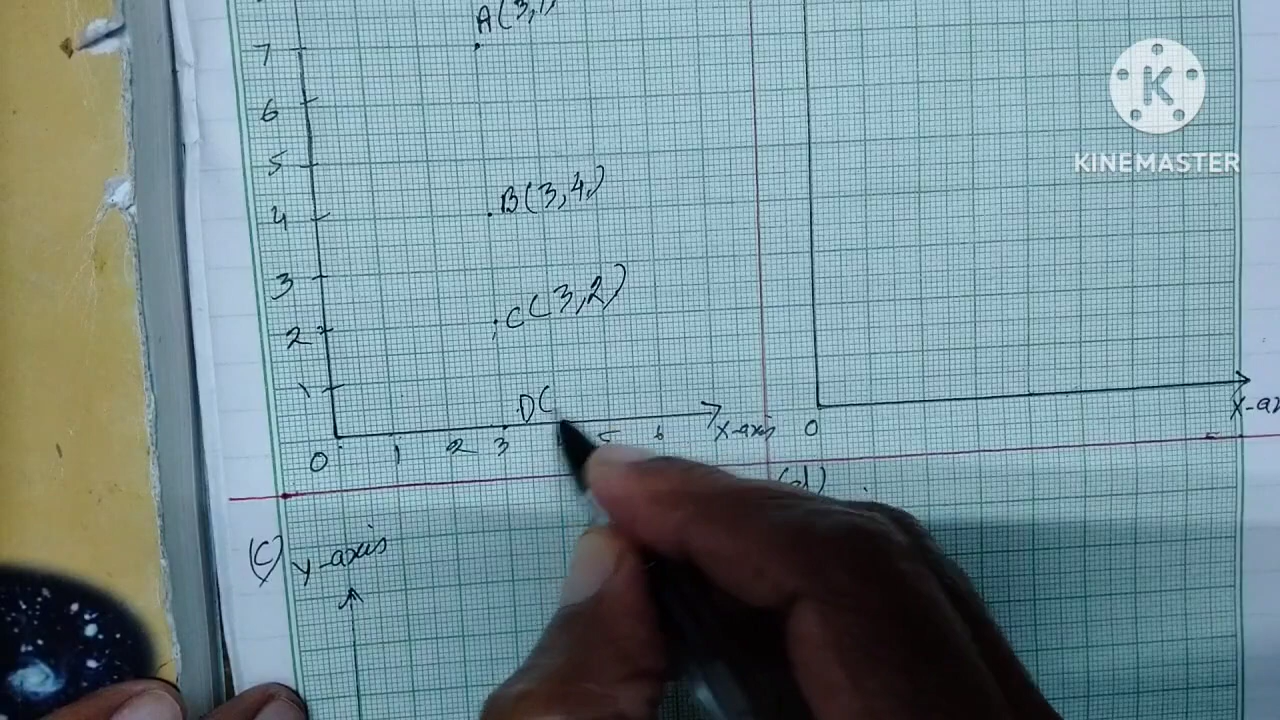 A(3,
7
6
5
B(3,4)
4
3
C(3,2)
2
1
D(
0 1 2 3 5 6 X-axis
0
(d)
(C) Y-axis
K
KINEMASTER